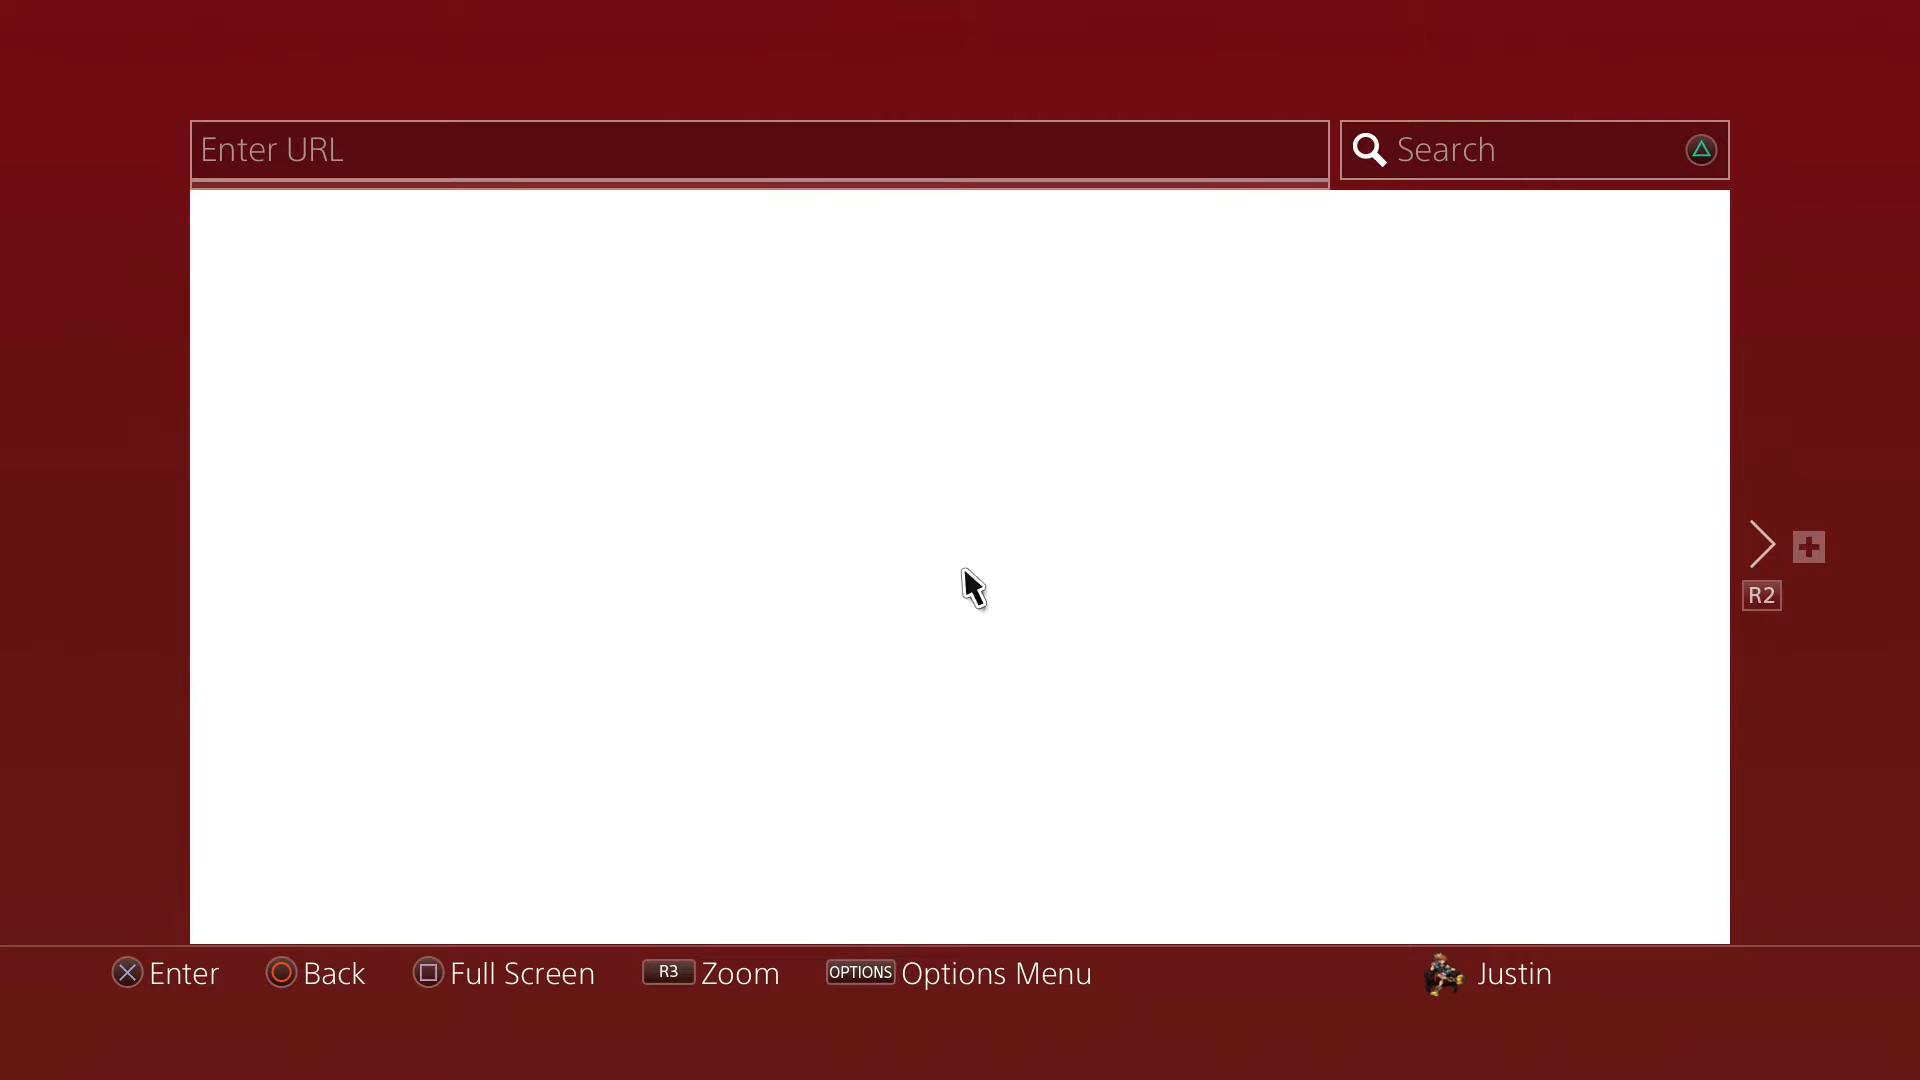 Enter URL
Search
R2
Enter
Back
Full Screen
R3 Zoom
OPTIONS Options Menu
Justin